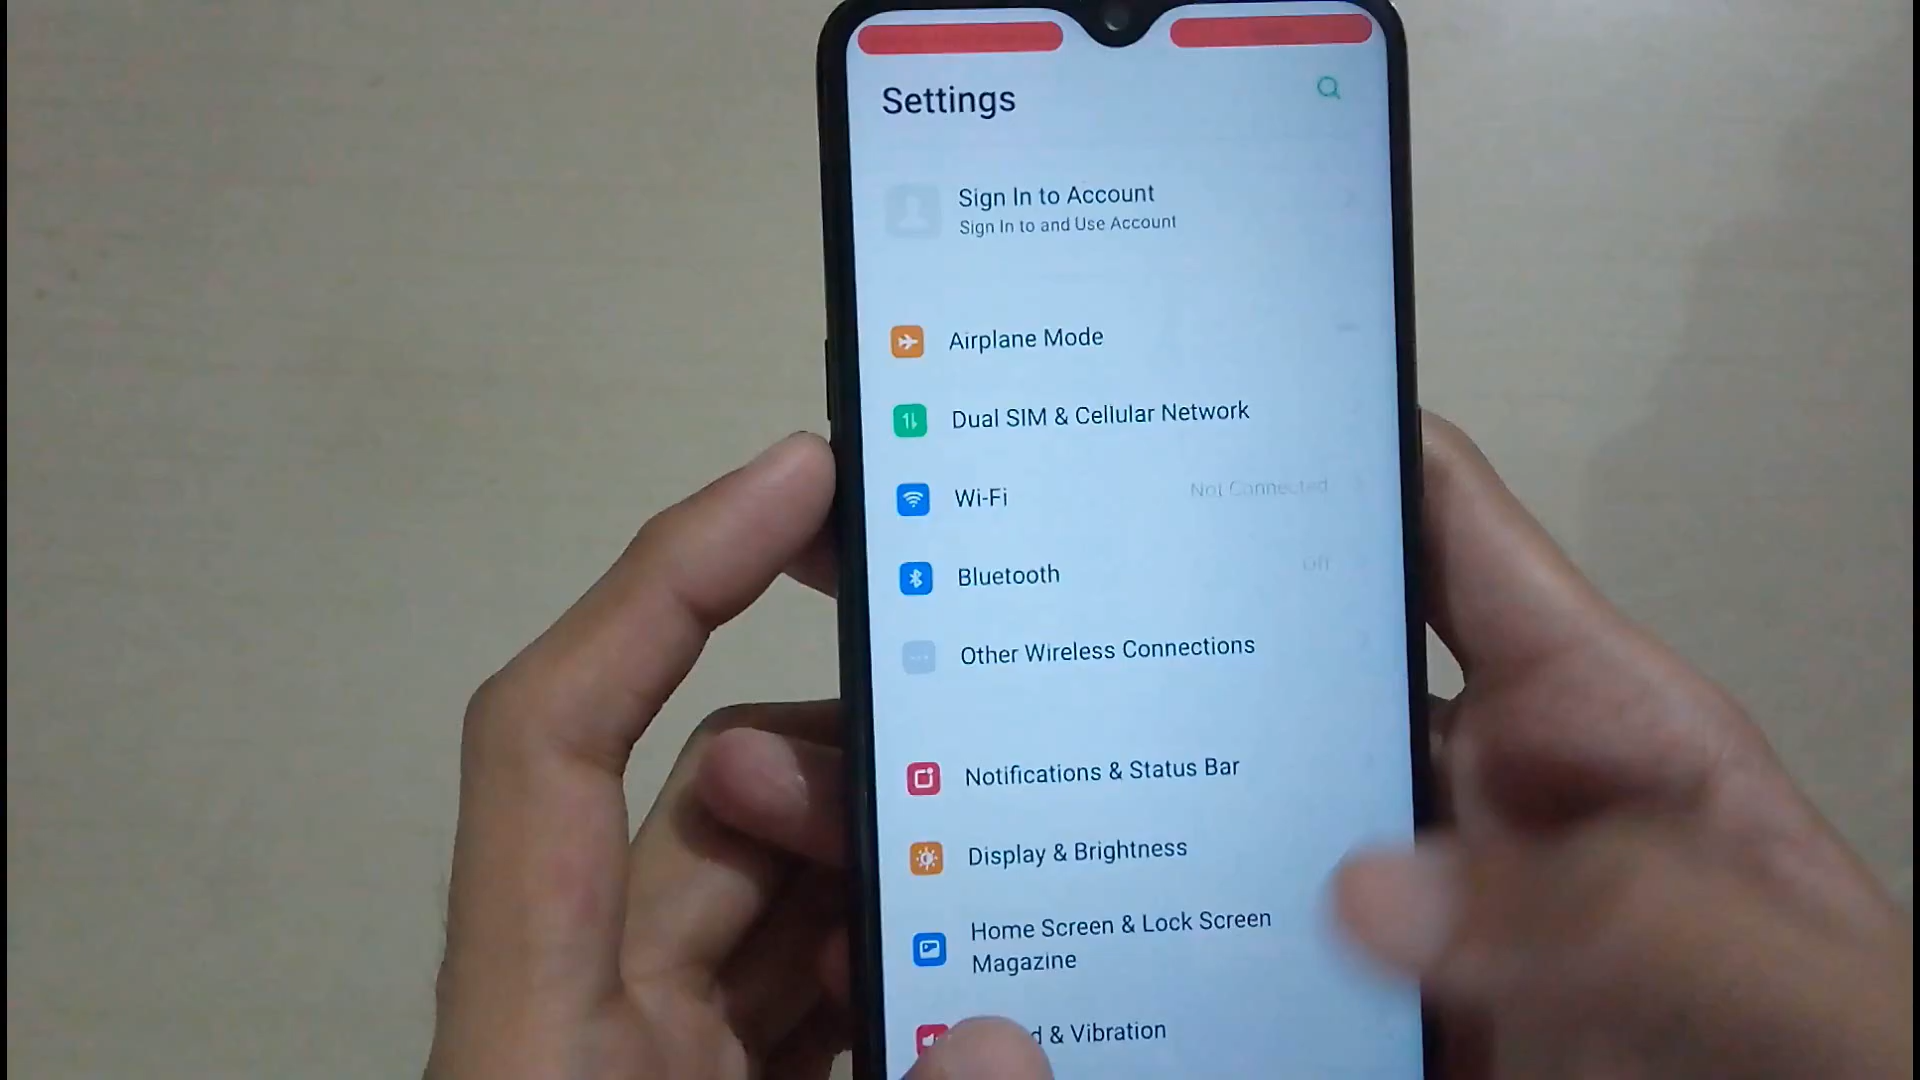 Settings
Sign In to Account
Sign In to and Use Account
Airplane Mode
Dual SIM & Cellular Network
Wi-Fi Not Connected
Bluetooth Off
Other Wireless Connections
Notifications & Status Bar
Display & Brightness
Home Screen & Lock Screen
Magazine
& Vibration